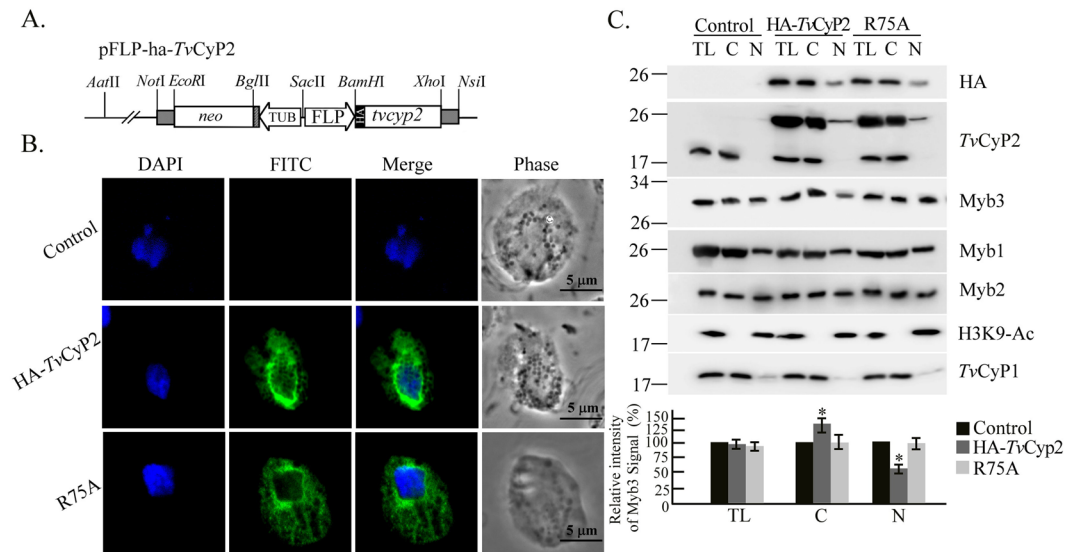 A.
pFLP-ha-TvCyP2
AatII NotI EcoRI BglII SacII BamHI XhoI NsiI
neo TUB FLP HA tvcyp2
B.
DAPI FITC Merge Phase
Control
5 μm
HA-TvCyP2
5 μm
R75A
5 μm
C.
Control HA-TvCyP2 R75A
TL C N TL C N TL C N
26 HA
26
TvCyP2
17
34
Myb3
26
Myb1
26
Myb2
26
H3K9-Ac
17
TvCyP1
17
Relative intensity
of Myb3 Signal (%)
150
125
100
75
50
25
0
* *
TL C N
Control
HA-TvCyp2
R75A